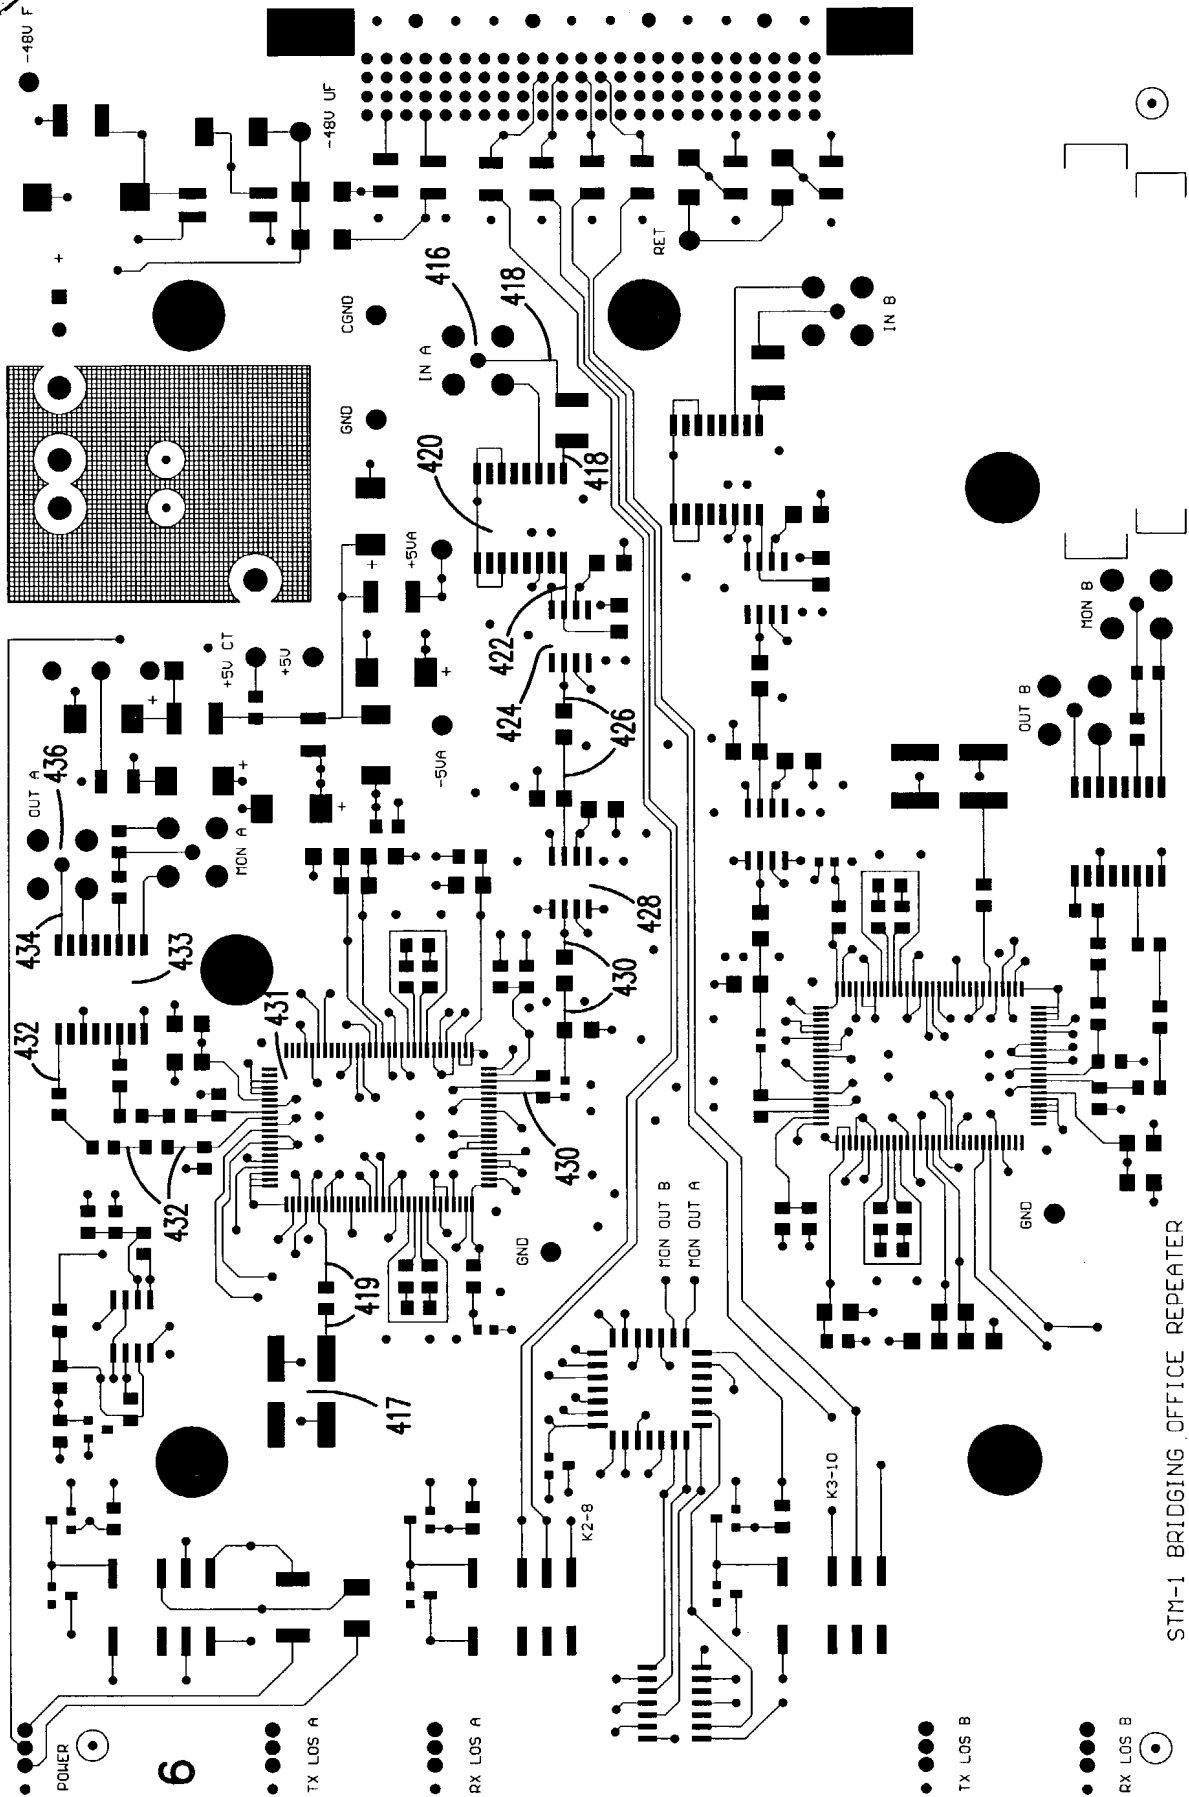 -48V F
-48V UF
+
CGND
GND
IN A
416
418
420
418
RET
IN B
+5VA
+
+5V CT
+5V
+
+
-5VA
422
424
426
OUT A
436
+
+
MON A
434
433
432
431
432
428
430
430
OUT B
MON B
419
417
GND
MON OUT B
MON OUT A
GND
K2-8
K3-10
POWER
6
TX LOS A
RX LOS A
TX LOS B
RX LOS B
STM-1 BRIDGING OFFICE REPEATER